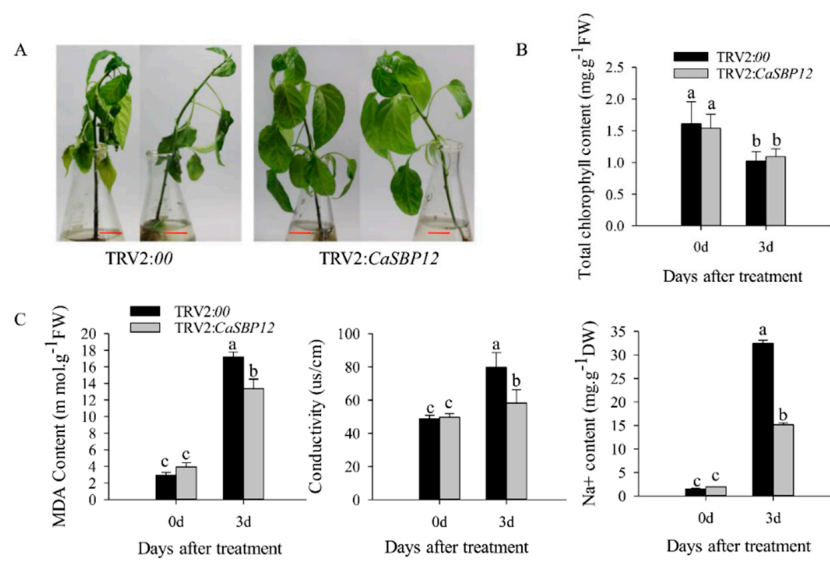 A
TRV2:00
TRV2:CaSBP12
B
TRV2:00
TRV2:CaSBP12
Total chlorophyll content (mg.g⁻¹FW)
2.5
2.0
1.5
1.0
0.5
0.0
a
a
b
b
0d
3d
Days after treatment
C
TRV2:00
TRV2:CaSBP12
MDA Content (m mol.g⁻¹FW)
20
18
16
14
12
10
8
6
4
2
0
c
c
a
b
0d
3d
Days after treatment
Conductivity (us/cm)
100
80
60
40
20
0
c
c
a
b
0d
3d
Days after treatment
Na+ content (mg.g⁻¹DW)
35
30
25
20
15
10
5
0
c
c
a
b
0d
3d
Days after treatment